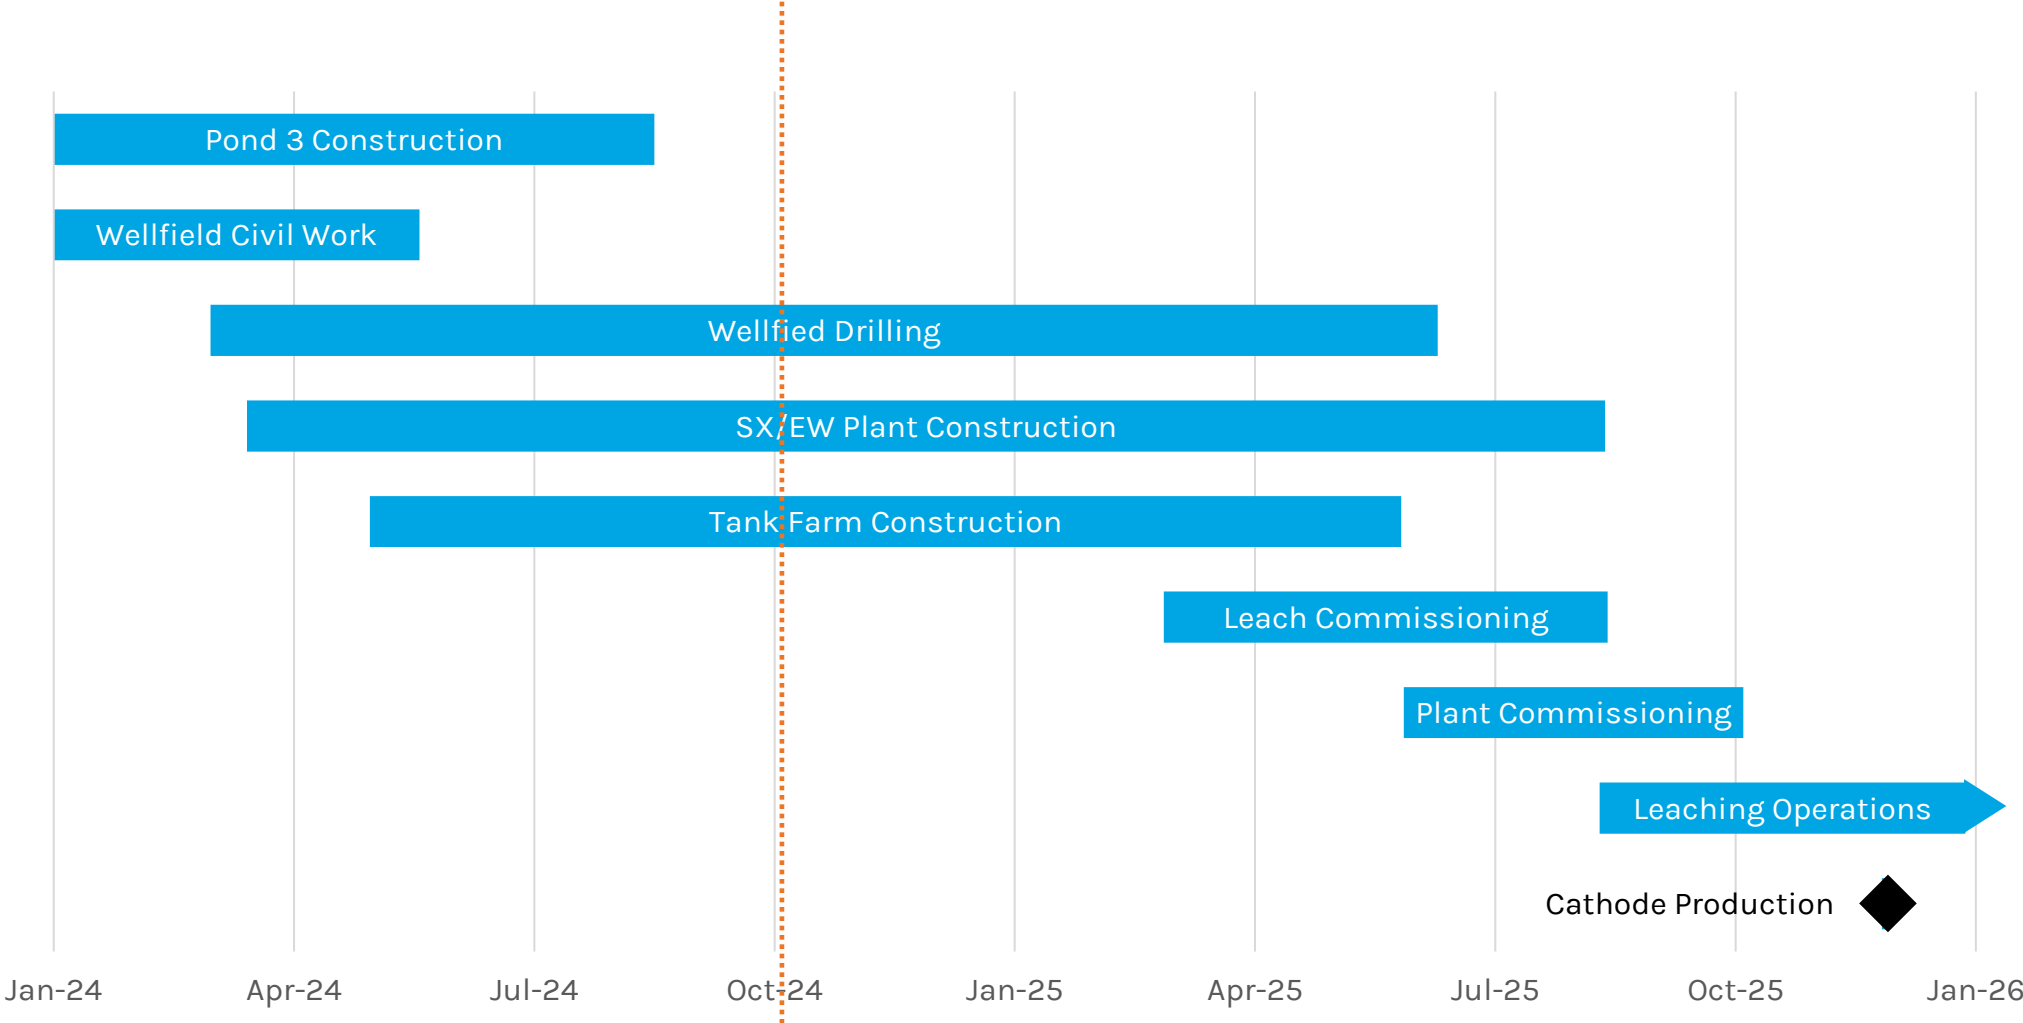 Pond 3 Construction
Wellfield Civil Work
Wellfied Drilling
SX/EW Plant Construction
Tank Farm Construction
Leach Commissioning
Plant Commissioning
Leaching Operations
Cathode Production
Jan-24 Apr-24 Jul-24 Oct-24 Jan-25 Apr-25 Jul-25 Oct-25 Jan-26